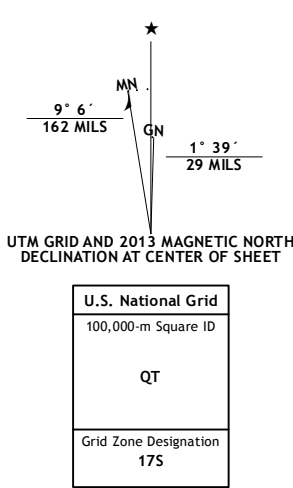 ★
MN
GN
9° 6´
162 MILS
1° 39´
29 MILS
UTM GRID AND 2013 MAGNETIC NORTH
DECLINATION AT CENTER OF SHEET
U.S. National Grid
100,000-m Square ID
QT
Grid Zone Designation
17S